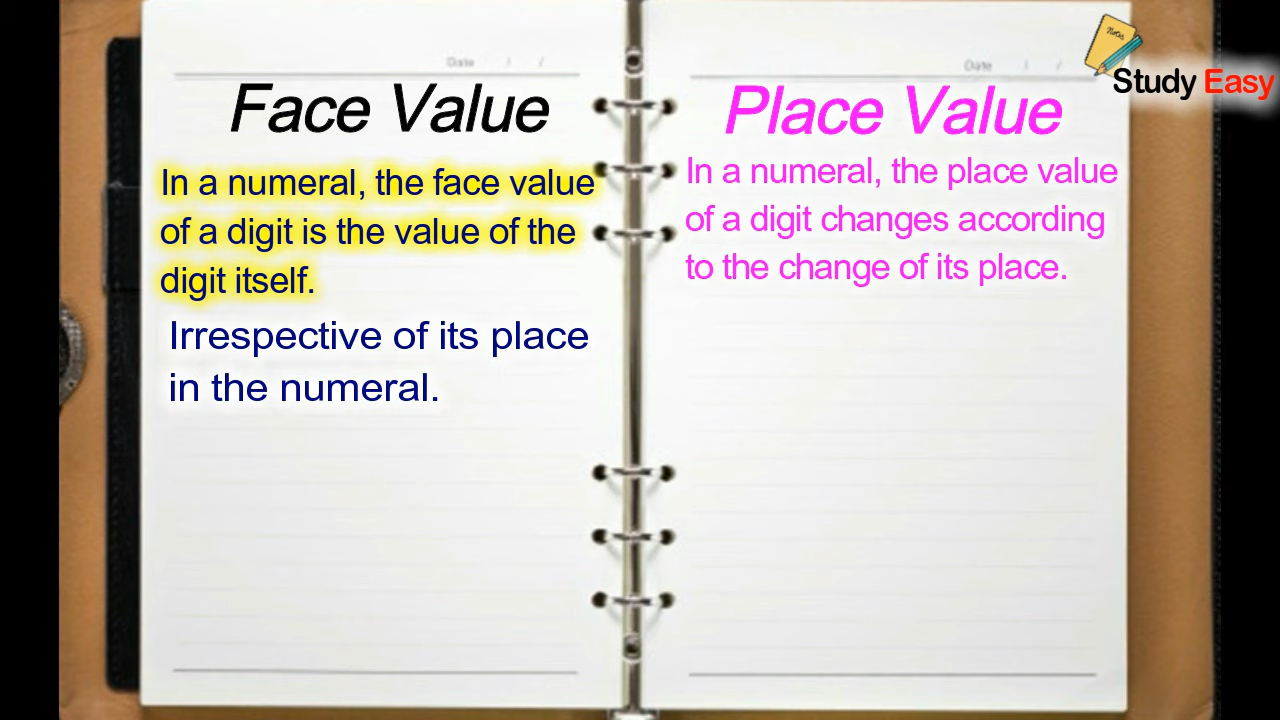 Date / /
Face Value
In a numeral, the face value
of a digit is the value of the
digit itself.
Irrespective of its place
in the numeral.
Date / /
Place Value
In a numeral, the place value
of a digit changes according
to the change of its place.
Study Easy